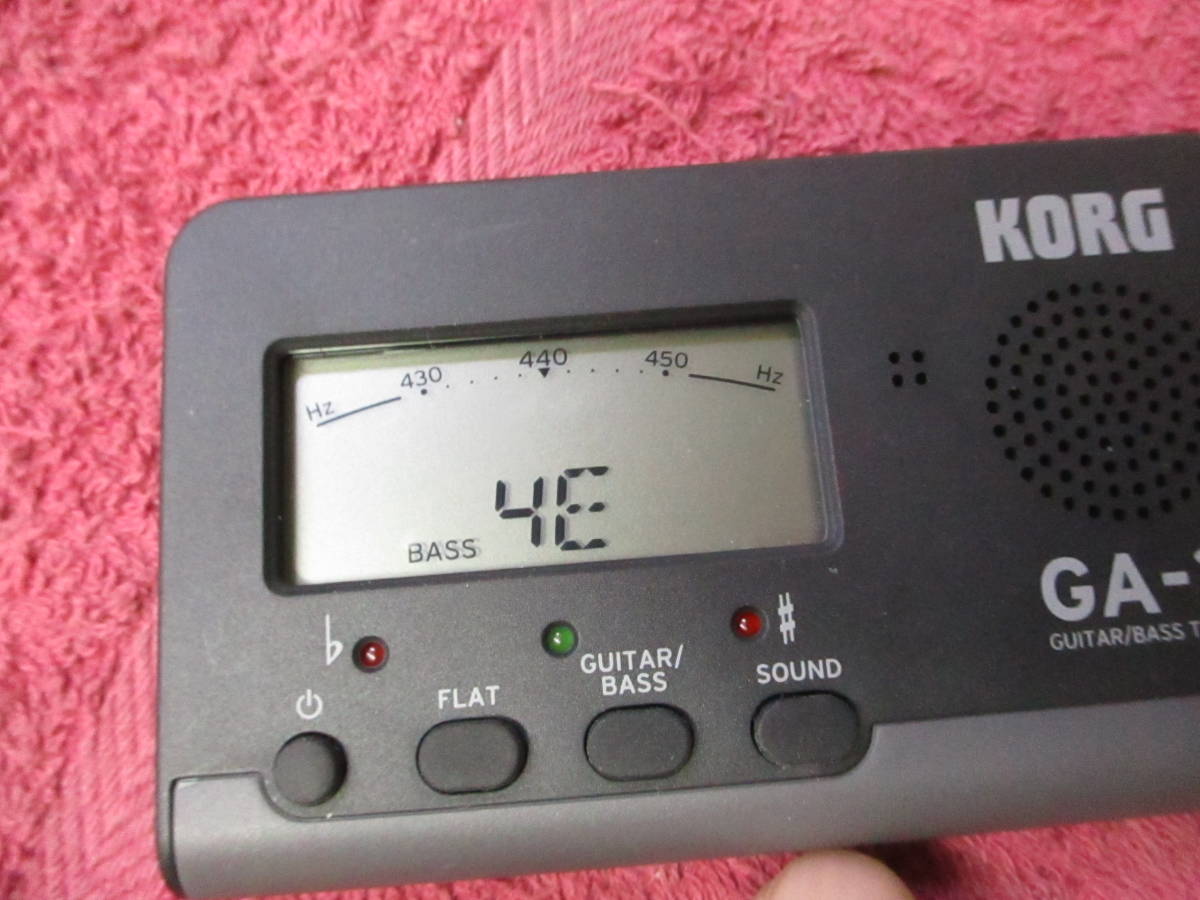 KORG
430 440 450
Hz Hz
4E
BASS
GA-
GUITAR/BASS
♭ ♯
FLAT
GUITAR/
BASS
SOUND